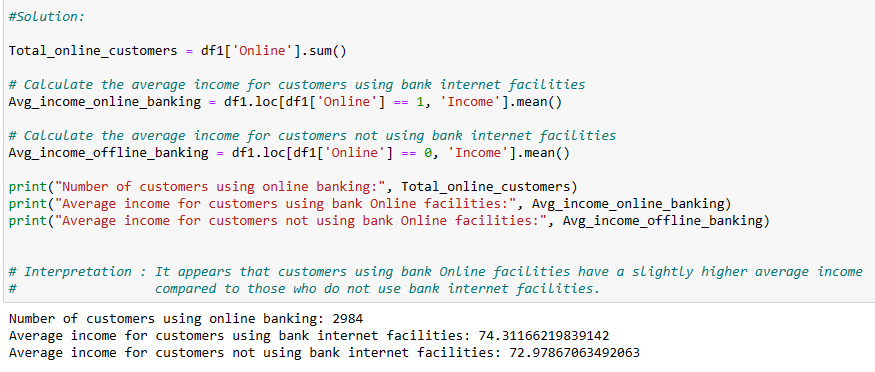 #Solution:
Total_online_customers = df1['Online'].sum()
# Calculate the average income for customers using bank internet facilities
Avg_income_online_banking = df1.loc[df1['Online'] == 1, 'Income'].mean()
# Calculate the average income for customers not using bank internet facilities
Avg_income_offline_banking = df1.loc[df1['Online'] == 0, 'Income'].mean()
print("Number of customers using online banking:", Total_online_customers)
print("Average income for customers using bank Online facilities:", Avg_income_online_banking)
print("Average income for customers not using bank Online facilities:", Avg_income_offline_banking)
# Interpretation : It appears that customers using bank Online facilities have a slightly higher average income
#                  compared to those who do not use bank internet facilities.
Number of customers using online banking: 2984
Average income for customers using bank internet facilities: 74.31166219839142
Average income for customers not using bank internet facilities: 72.97867063492063